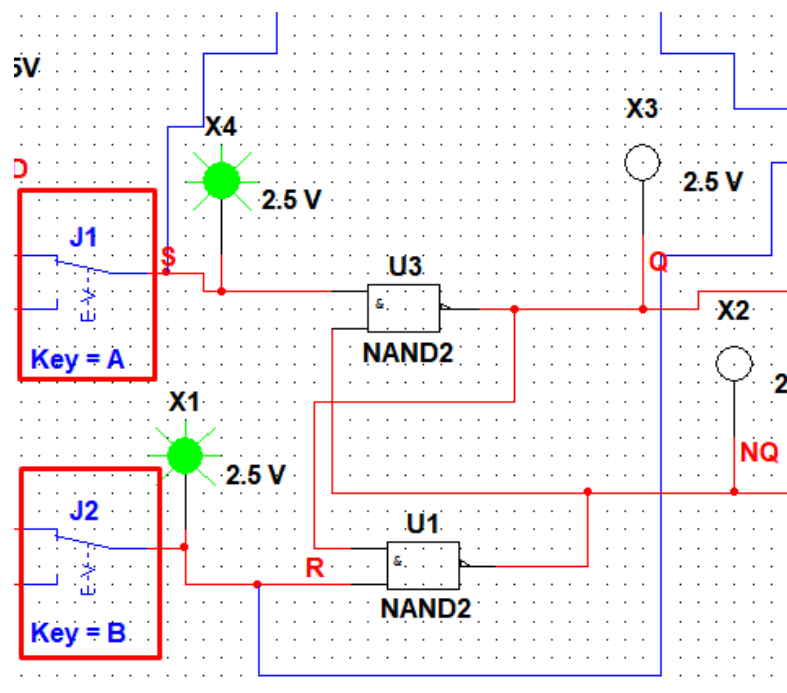 5V
X4
2.5 V
X3
2.5 V
D
J1
S
Key = A
U3
&
NAND2
Q
X2
2
X1
2.5 V
NQ
J2
U1
&
R
NAND2
Key = B